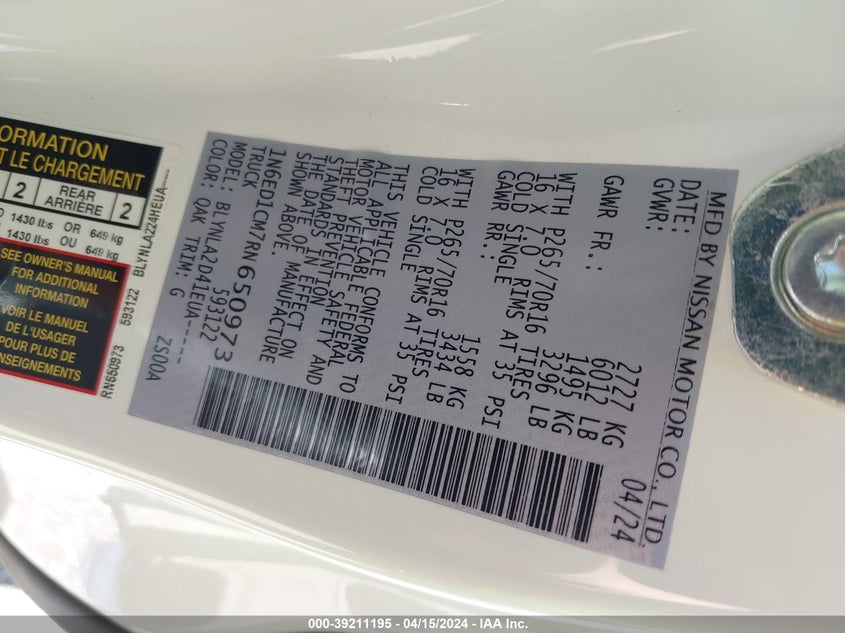 MFD BY NISSAN MOTOR CO., LTD.
DATE: 04/24
GVWR: 2727 KG
6012 LB
GAWR FR.: 1495 KG
3296 LB
WITH P265/70R16 TIRES
16 X 7.0 RIMS AT 35 PSI
COLD SINGLE
GAWR RR.: 1558 KG
3434 LB
WITH P265/70R16 TIRES
16 X 7.0 RIMS AT 35 PSI
COLD SINGLE
THIS VEHICLE CONFORMS TO
ALL APPLICABLE FEDERAL
MOTOR VEHICLE SAFETY AND
THEFT PREVENTION
STANDARDS IN EFFECT ON
THE DATE OF MANUFACTURE
SHOWN ABOVE.
1N6ED1CM7RN650973
TRUCK 593122
MODEL: BLYNLA2D41EUA-----
COLOR: QAK TRIM: G ZS00A
ORMATION
T LE CHARGEMENT
2 REAR ARRIÈRE 2
1430 lbs OR 649 kg
1430 lbs OU 649 kg
SEE OWNER'S MANUAL
FOR ADDITIONAL
INFORMATION
VOIR LE MANUEL
DE L'USAGER
POUR PLUS DE
ENSEIGNEMENTS
RN650973 593122 BLYNLA224HEUA-----
000-39211195 - 04/15/2024 - IAA Inc.